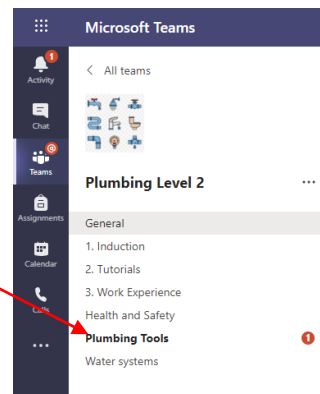 Microsoft Teams
1
Activity
< All teams
Chat
@
Teams
Plumbing Level 2
...
Assignments
General
1. Induction
Calendar
2. Tutorials
3. Work Experience
Calls
Health and Safety
Plumbing Tools
1
...
Water systems